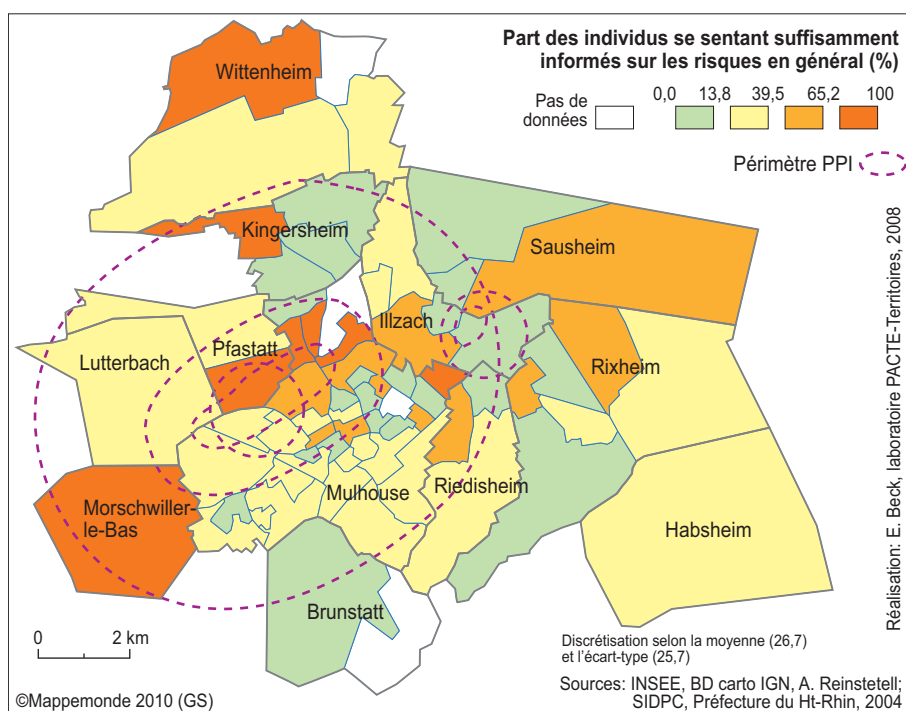 Part des individus se sentant suffisamment
informés sur les risques en général (%)
Pas de
données
0,0 13,8 39,5 65,2 100
Périmètre PPI
Wittenheim
Kingersheim
Sausheim
Illzach
Pfastatt
Lutterbach
Rixheim
Mulhouse
Riedisheim
Morschwiller-
le-Bas
Habsheim
Brunstatt
0 2 km
Discrétisation selon la moyenne (26,7)
et l'écart-type (25,7)
Sources: INSEE, BD carto IGN, A. Reinstetell;
SIDPC, Préfecture du Ht-Rhin, 2004
©Mappemonde 2010 (GS)
Réalisation: E. Beck, laboratoire PACTE-Territoires, 2008